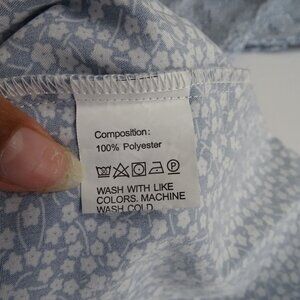 Composition:
100% Polyester
WASH WITH LIKE
COLORS. MACHINE
WASH COLD